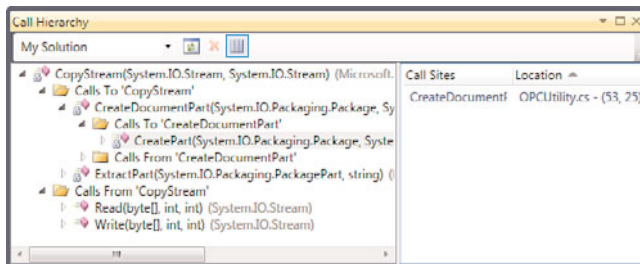 Call Hierarchy
My Solution
CopyStream(System.IO.Stream, System.IO.Stream) (Microsoft.
Calls To 'CopyStream'
CreateDocumentPart(System.IO.Packaging.Package, Sy
Calls To 'CreateDocumentPart'
CreatePart(System.IO.Packaging.Package, Syste
Calls From 'CreateDocumentPart'
ExtractPart(System.IO.Packaging.PackagePart, string) (
Calls From 'CopyStream'
Read(byte[], int, int) (System.IO.Stream)
Write(byte[], int, int) (System.IO.Stream)
Call Sites Location
CreateDocument OPCUtility.cs - (53, 25)